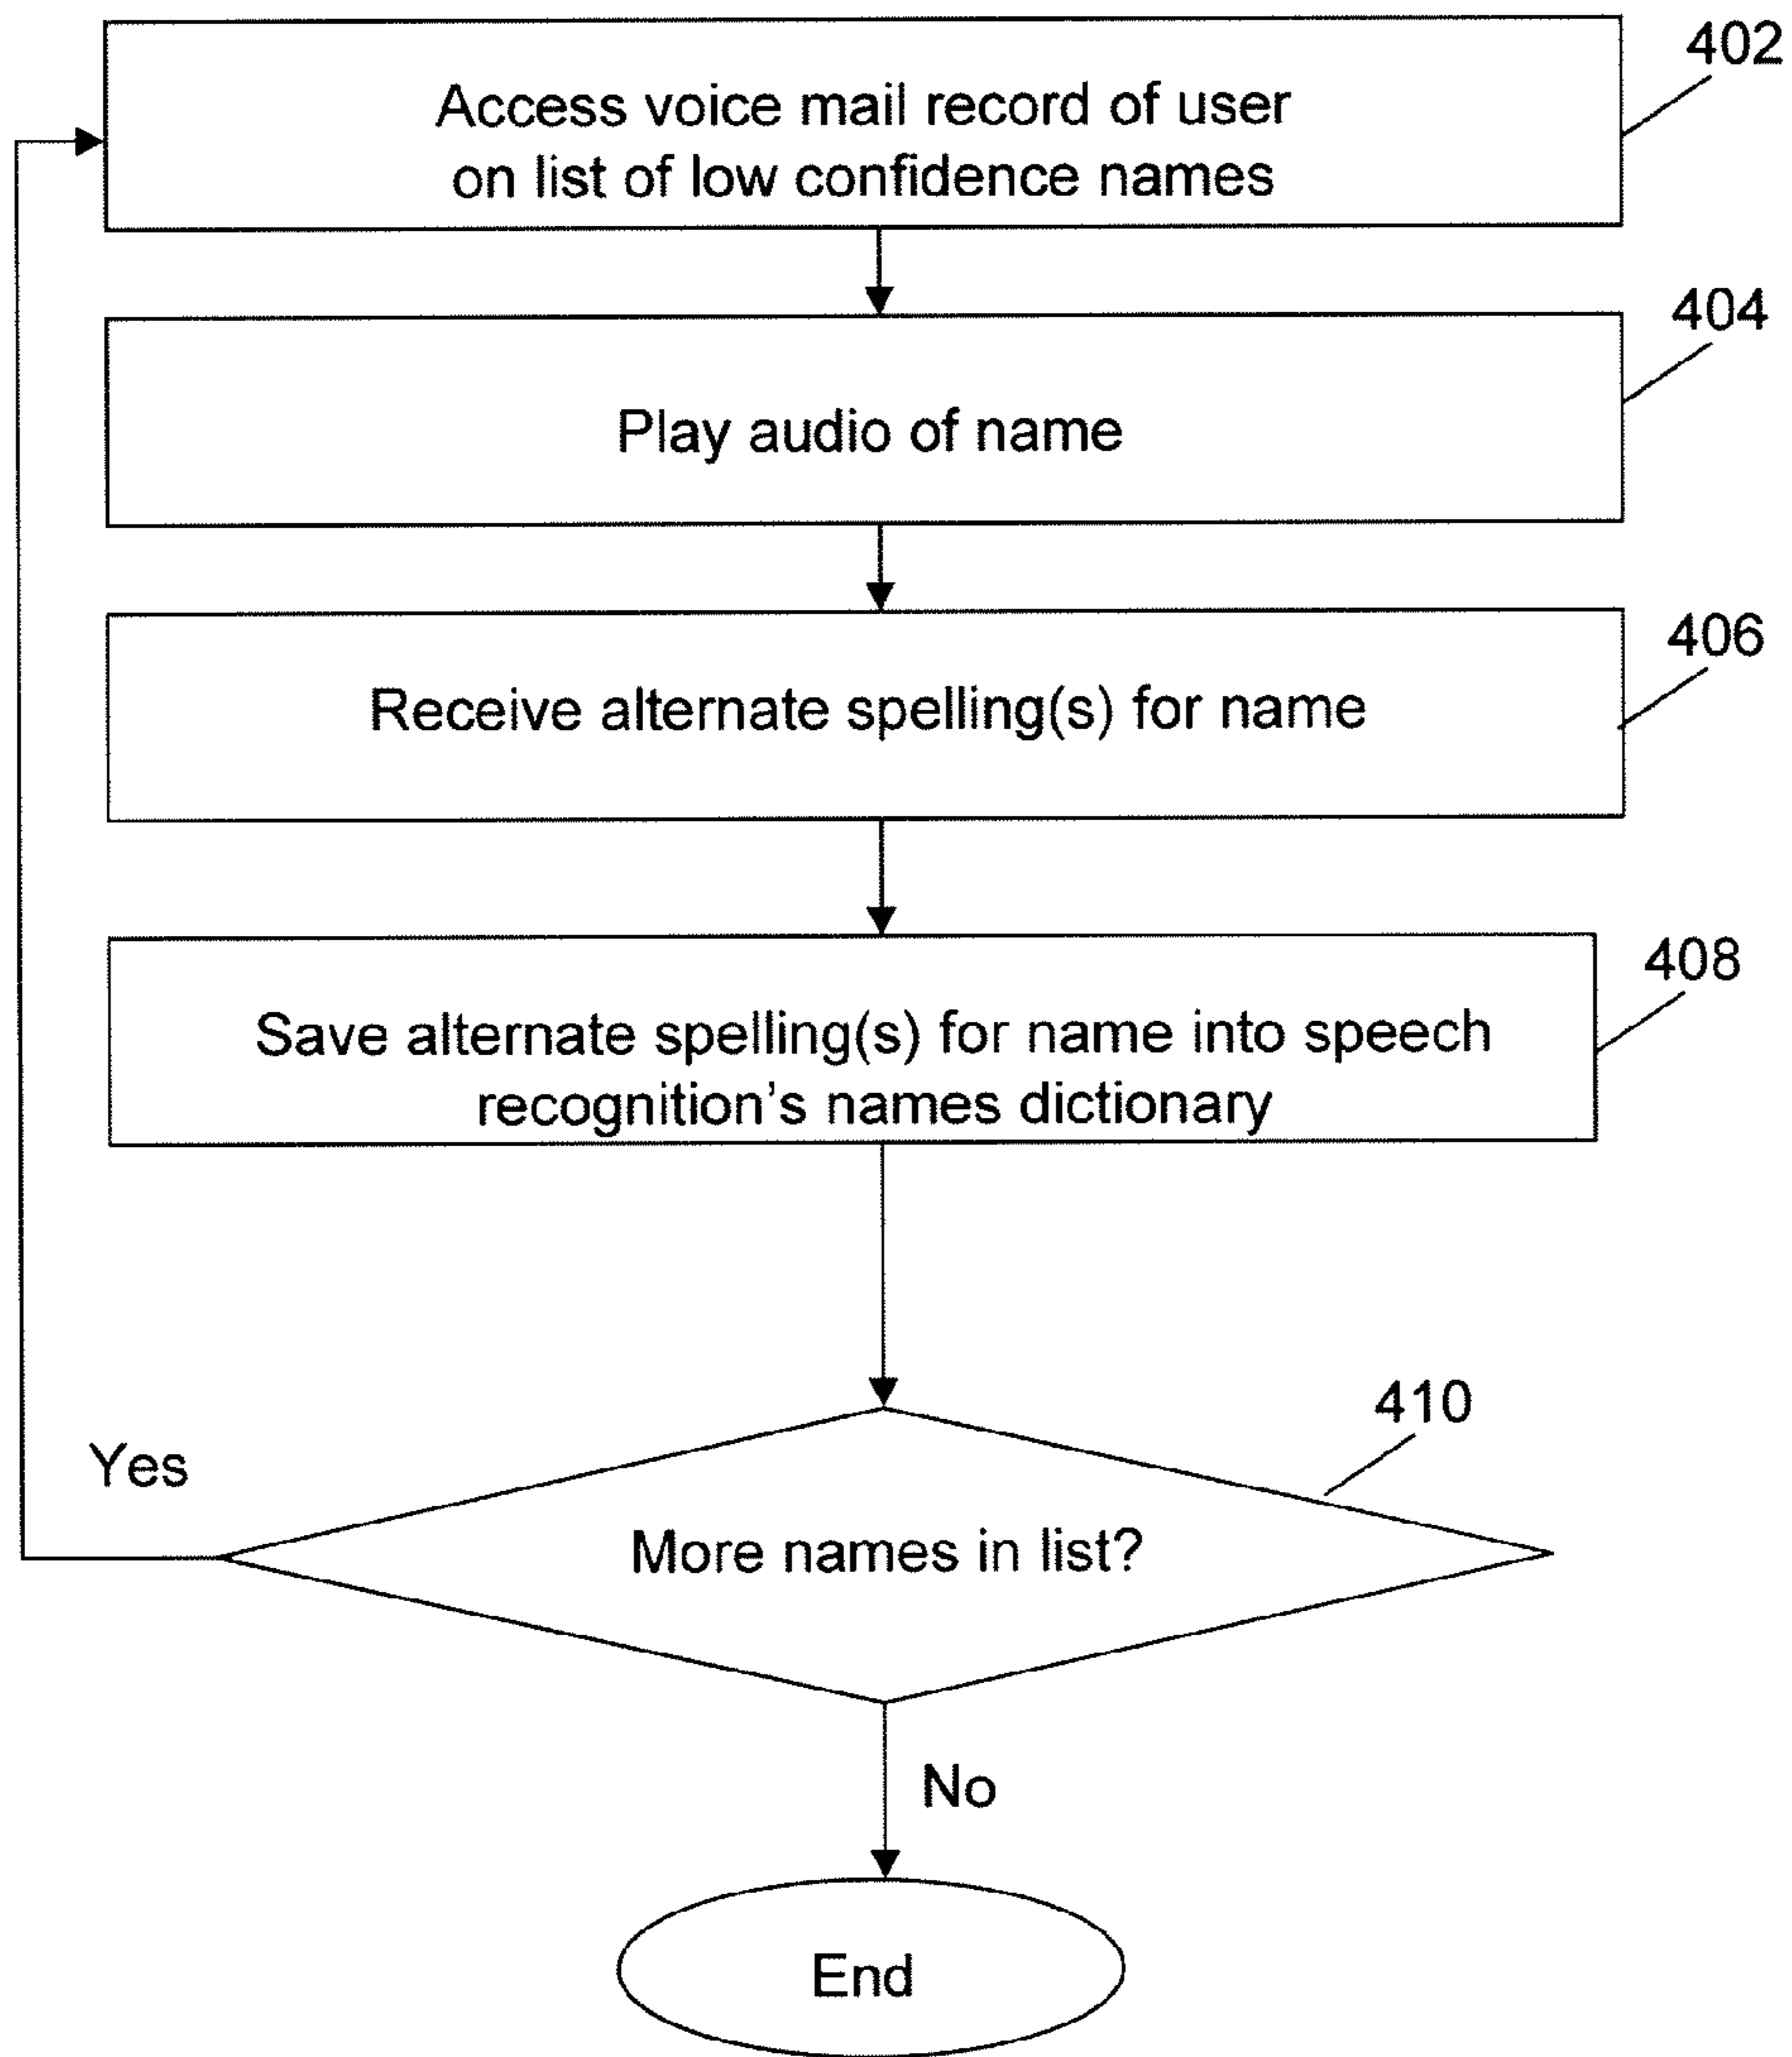 402
Access voice mail record of user
on list of low confidence names
404
Play audio of name
406
Receive alternate spelling(s) for name
408
Save alternate spelling(s) for name into speech
recognition's names dictionary
410
Yes
More names in list?
No
End